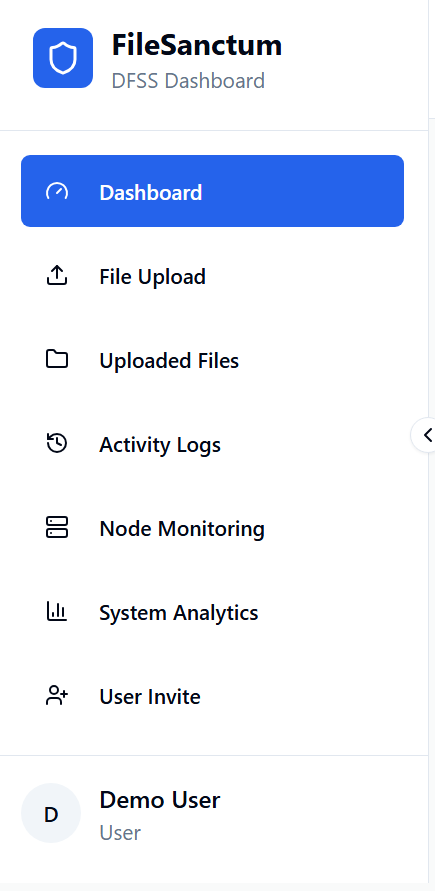 FileSanctum
DFSS Dashboard
Dashboard
File Upload
Uploaded Files
Activity Logs
Node Monitoring
System Analytics
User Invite
D
Demo User
User